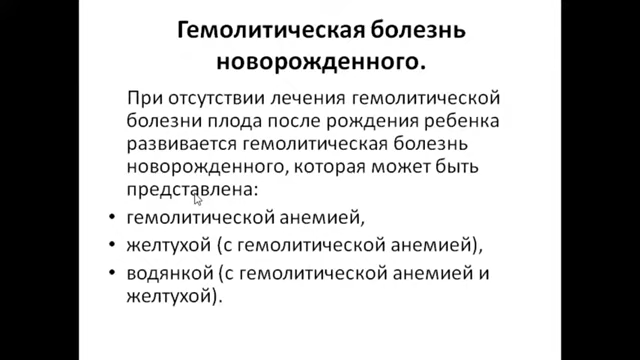 Гемолитическая болезнь
новорожденного.
При отсутствии лечения гемолитической
болезни плода после рождения ребенка
развивается гемолитическая болезнь
новорожденного, которая может быть
представлена:
• гемолитической анемией,
• желтухой (с гемолитической анемией),
• водянкой (с гемолитической анемией и
желтухой).